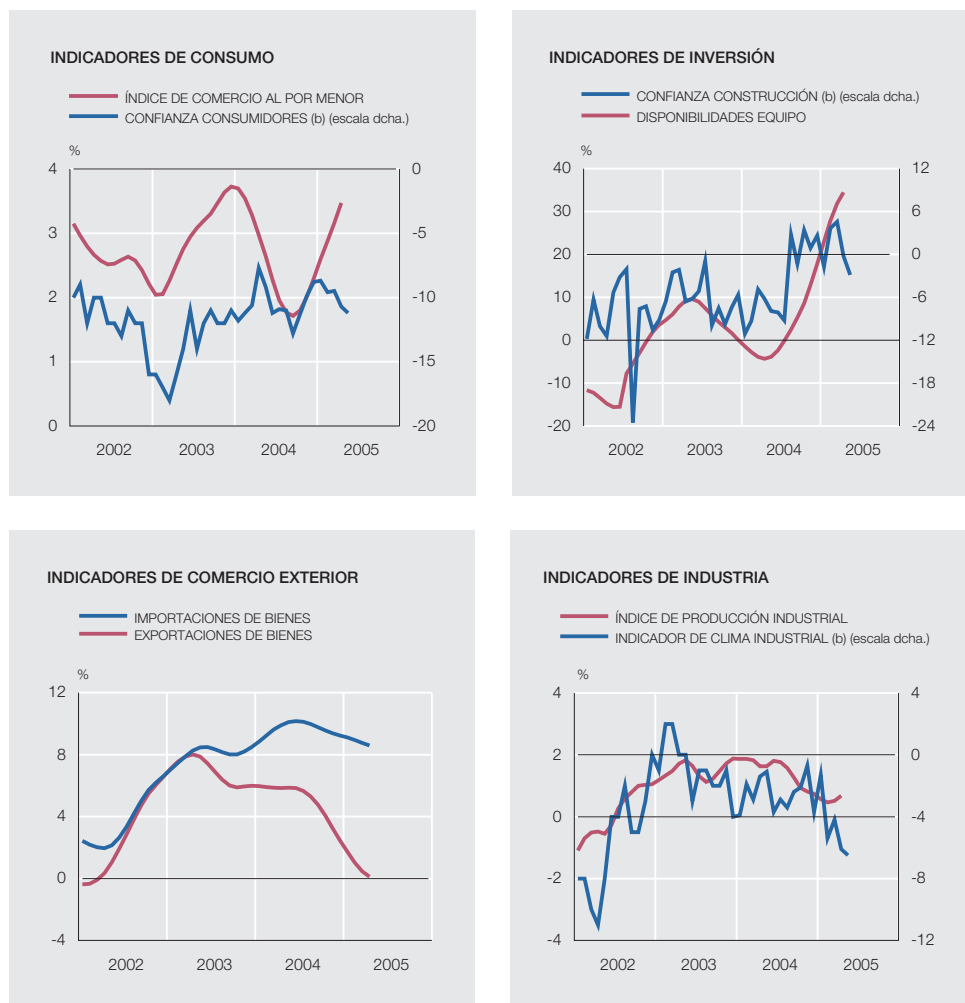 INDICADORES DE CONSUMO
ÍNDICE DE COMERCIO AL POR MENOR
CONFIANZA CONSUMIDORES (b) (escala dcha.)
%
4
3
2
1
0
0
-5
-10
-15
-20
2002 2003 2004 2005
INDICADORES DE INVERSIÓN
CONFIANZA CONSTRUCCIÓN (b) (escala dcha.)
DISPONIBILIDADES EQUIPO
%
40
30
20
10
0
-10
-20
12
6
0
-6
-12
-18
-24
2002 2003 2004 2005
INDICADORES DE COMERCIO EXTERIOR
IMPORTACIONES DE BIENES
EXPORTACIONES DE BIENES
%
12
8
4
0
-4
2002 2003 2004 2005
INDICADORES DE INDUSTRIA
ÍNDICE DE PRODUCCIÓN INDUSTRIAL
INDICADOR DE CLIMA INDUSTRIAL (b) (escala dcha.)
%
4
2
0
-2
-4
4
0
-4
-8
-12
2002 2003 2004 2005